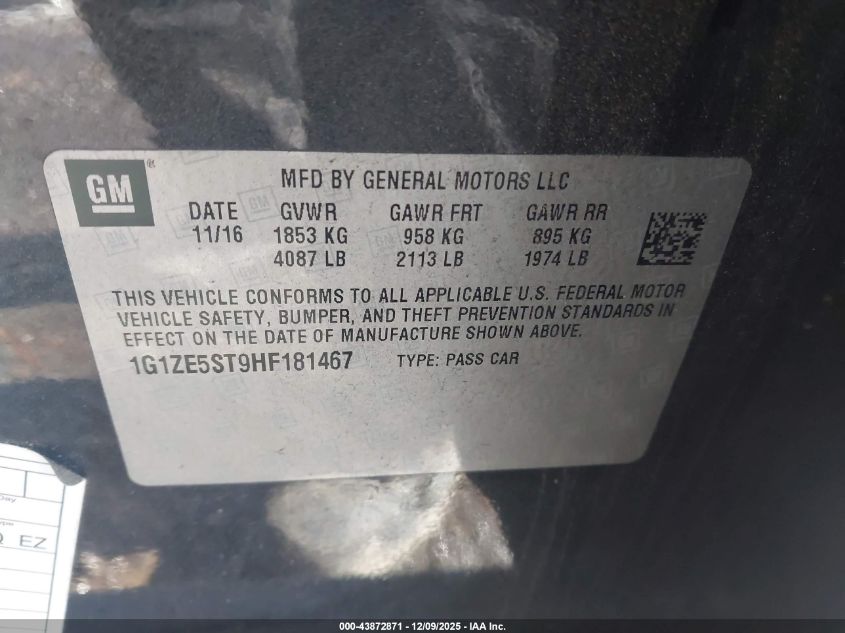 GM ®
MFD BY GENERAL MOTORS LLC
DATE GVWR GAWR FRT GAWR RR
11/16 1853 KG 958 KG 895 KG
4087 LB 2113 LB 1974 LB
THIS VEHICLE CONFORMS TO ALL APPLICABLE U.S. FEDERAL MOTOR
VEHICLE SAFETY, BUMPER, AND THEFT PREVENTION STANDARDS IN
EFFECT ON THE DATE OF MANUFACTURE SHOWN ABOVE.
1G1ZE5ST9HF181467 TYPE: PASS CAR
EZ
000-43872871 | 12/09/2025 - IAA Inc.